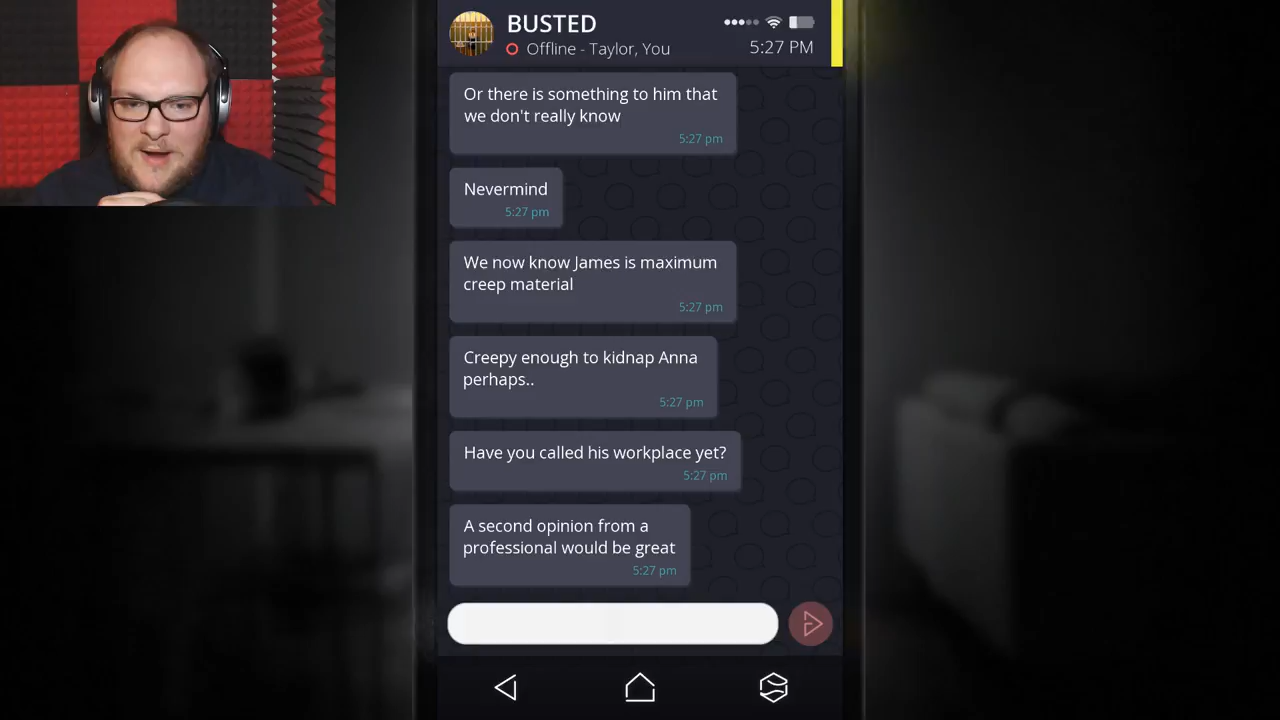 BUSTED
Offline - Taylor, You
5:27 PM
Or there is something to him that
we don't really know
5:27 pm
Nevermind
5:27 pm
We now know James is maximum
creep material
5:27 pm
Creepy enough to kidnap Anna
perhaps..
5:27 pm
Have you called his workplace yet?
5:27 pm
A second opinion from a
professional would be great
5:27 pm